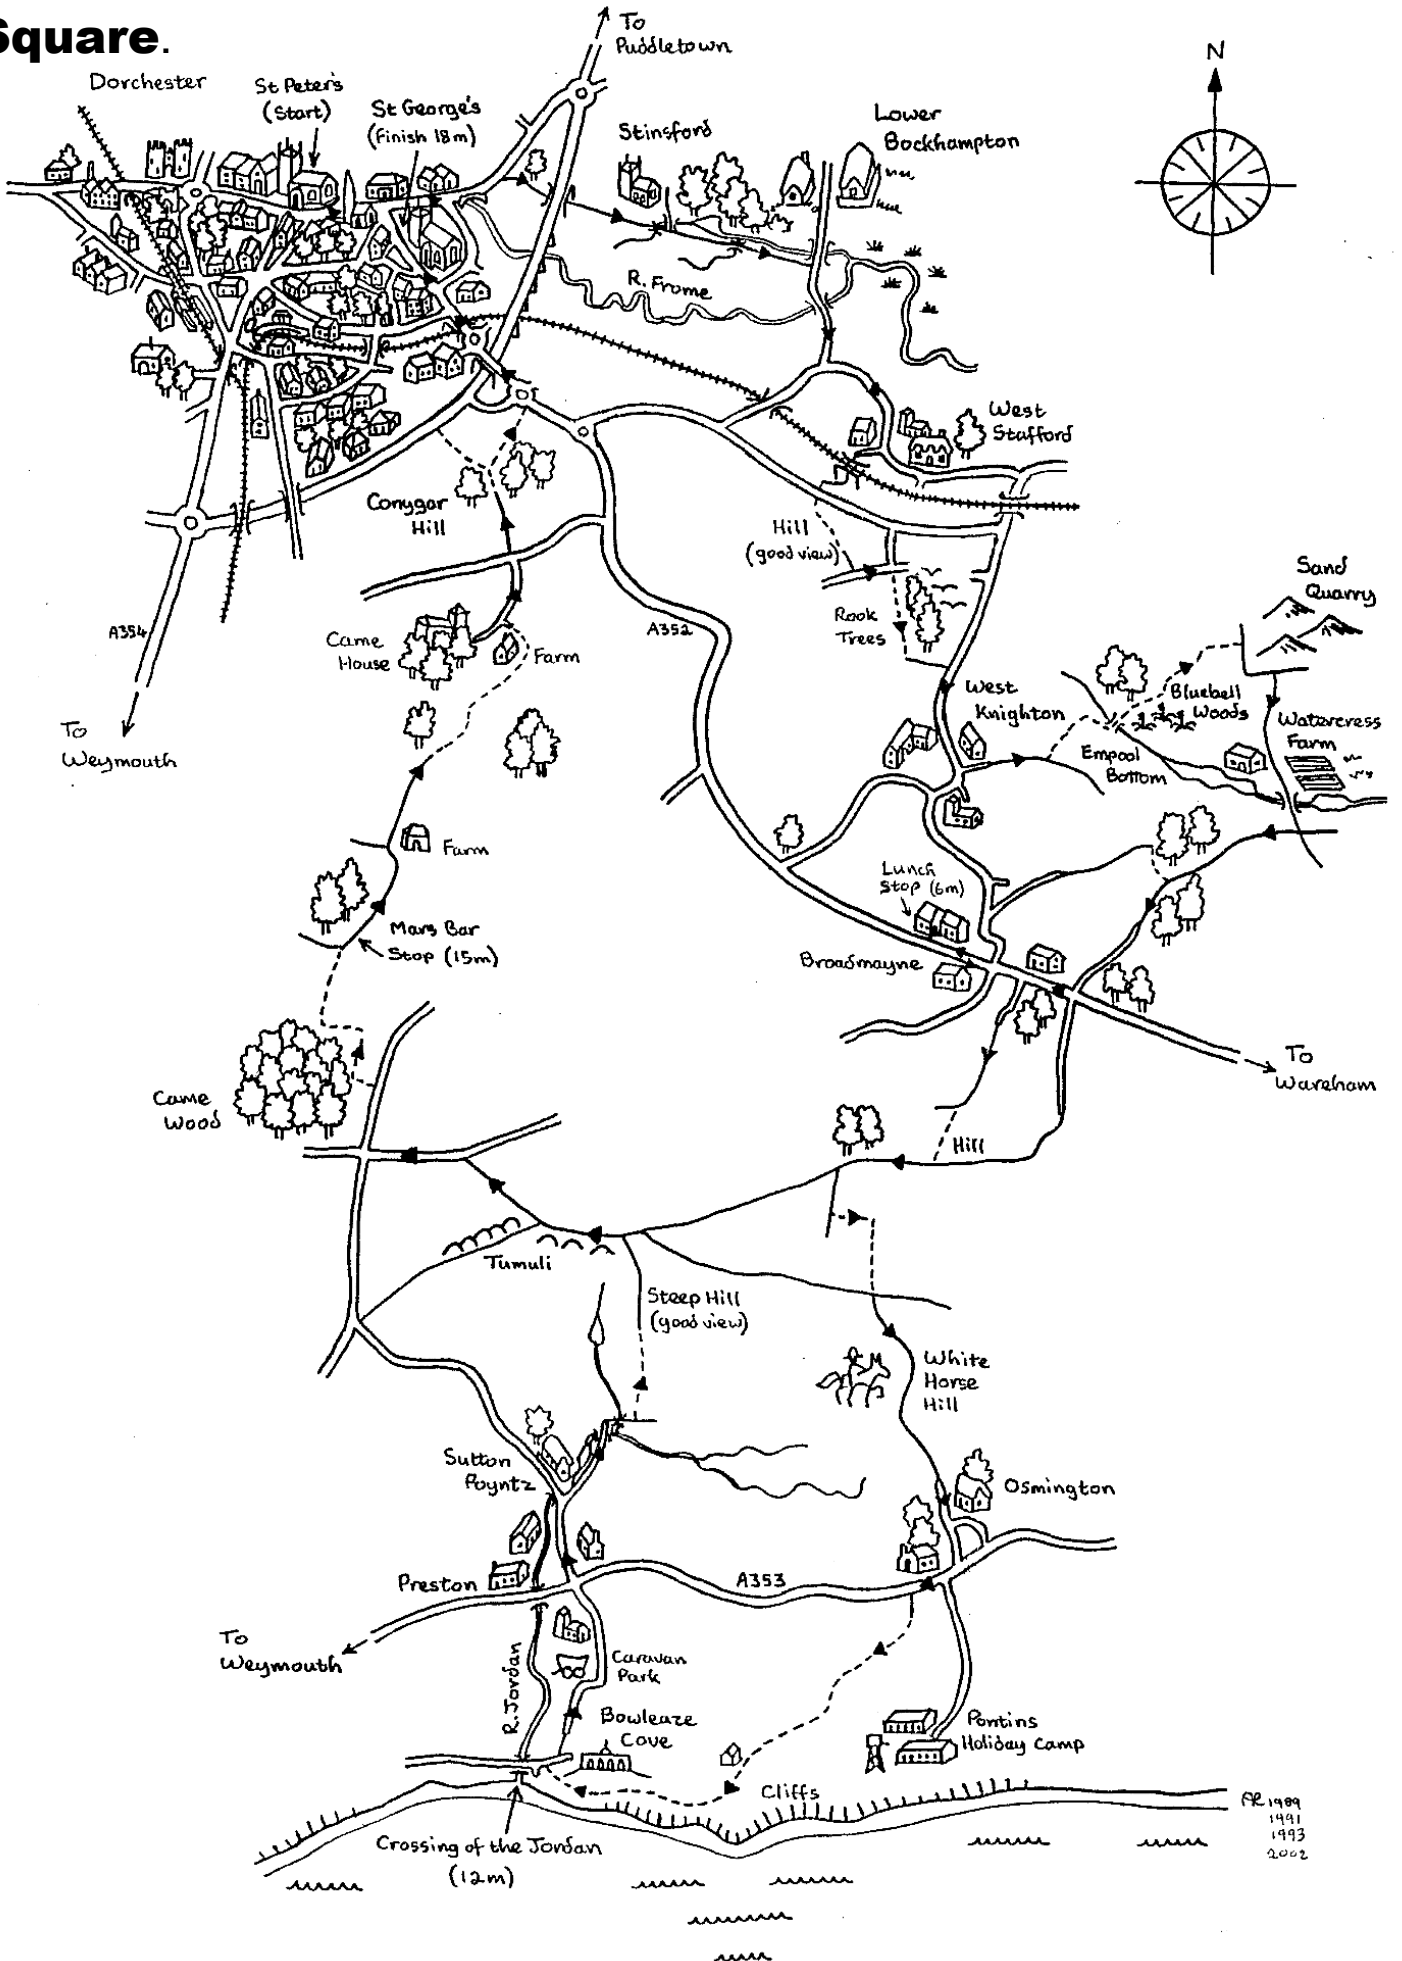 Square.
To
Puddletown
N
Dorchester
St Peter's
(Start)
St George's
(Finish 18m)
Stinsford
Lower
Bockhampton
R. Frome
West
Stafford
Conygar
Hill
Hill
(good view)
Sand
Quarry
A354
Came
House
Farm
A352
Rook
Trees
To
Weymouth
West
Knighton
Bluebell
Woods
Watercress
Farm
Empool
Bottom
Farm
Lunch
Stop (6m)
Mars Bar
Stop (15m)
Broadmayne
To
Wareham
Came
Wood
Hill
Tumuli
Steep Hill
(good view)
White
Horse
Hill
Sutton
Poyntz
Osmington
Preston
A353
To
Weymouth
R. Jordan
Caravan
Park
Bowleaze
Cove
Pontins
Holiday Camp
Cliffs
Crossing of the Jordan
(12m)
1989
1991
1993
2002